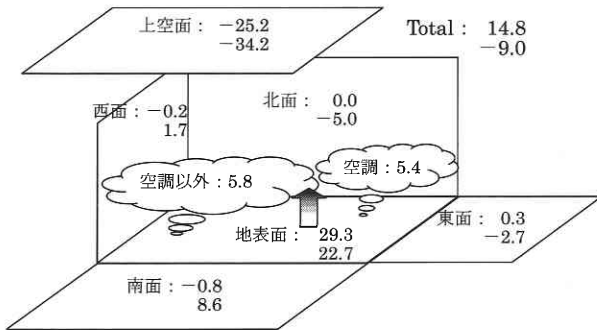 上空面： −25.2
−34.2
Total： 14.8
−9.0
西面：−0.2
1.7
北面： 0.0
−5.0
空調以外：5.8
空調：5.4
地表面： 29.3
22.7
東面： 0.3
−2.7
南面：−0.8
8.6